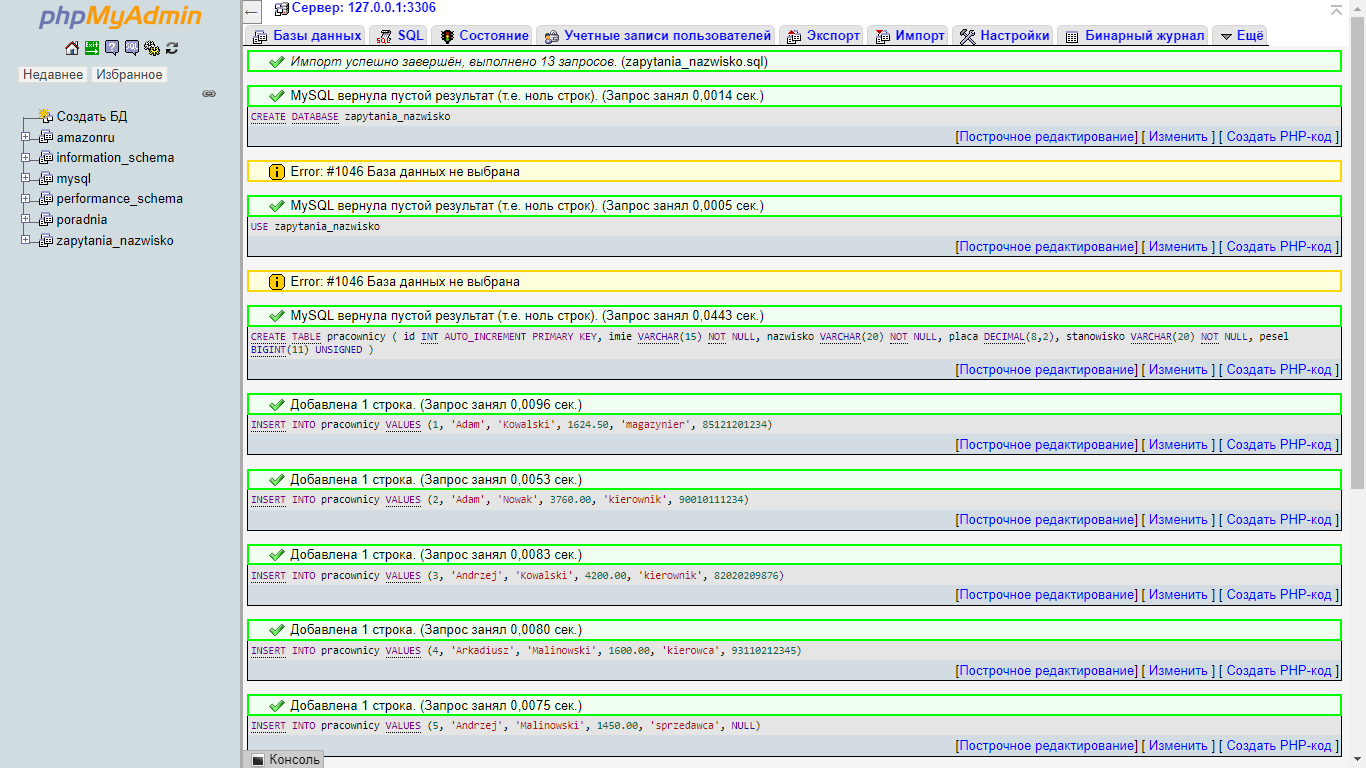 phpMyAdmin
Недавнее Избранное
Создать БД
amazonru
information_schema
mysql
performance_schema
poradnia
zapytania_nazwisko
Сервер: 127.0.0.1:3306
Базы данных SQL Состояние Учетные записи пользователей Экспорт Импорт Настройки Бинарный журнал Ещё
Импорт успешно завершён, выполнено 13 запросов. (zapytania_nazwisko.sql)
MySQL вернула пустой результат (т.е. ноль строк). (Запрос занял 0,0014 сек.)
CREATE DATABASE zapytania_nazwisko
[Построчное редактирование] [ Изменить ] [ Создать PHP-код ]
Error: #1046 База данных не выбрана
MySQL вернула пустой результат (т.е. ноль строк). (Запрос занял 0,0005 сек.)
USE zapytania_nazwisko
[Построчное редактирование] [ Изменить ] [ Создать PHP-код ]
Error: #1046 База данных не выбрана
MySQL вернула пустой результат (т.е. ноль строк). (Запрос занял 0,0443 сек.)
CREATE TABLE pracownicy ( id INT AUTO_INCREMENT PRIMARY KEY, imie VARCHAR(15) NOT NULL, nazwisko VARCHAR(20) NOT NULL, placa DECIMAL(8,2), stanowisko VARCHAR(20) NOT NULL, pesel
BIGINT(11) UNSIGNED )
[Построчное редактирование] [ Изменить ] [ Создать PHP-код ]
Добавлена 1 строка. (Запрос занял 0,0096 сек.)
INSERT INTO pracownicy VALUES (1, 'Adam', 'Kowalski', 1624.50, 'magazynier', 85121201234)
[Построчное редактирование] [ Изменить ] [ Создать PHP-код ]
Добавлена 1 строка. (Запрос занял 0,0053 сек.)
INSERT INTO pracownicy VALUES (2, 'Adam', 'Nowak', 3760.00, 'kierownik', 90010111234)
[Построчное редактирование] [ Изменить ] [ Создать PHP-код ]
Добавлена 1 строка. (Запрос занял 0,0083 сек.)
INSERT INTO pracownicy VALUES (3, 'Andrzej', 'Kowalski', 4200.00, 'kierownik', 82020209876)
[Построчное редактирование] [ Изменить ] [ Создать PHP-код ]
Добавлена 1 строка. (Запрос занял 0,0080 сек.)
INSERT INTO pracownicy VALUES (4, 'Arkadiusz', 'Malinowski', 1600.00, 'kierowca', 93110212345)
[Построчное редактирование] [ Изменить ] [ Создать PHP-код ]
Добавлена 1 строка. (Запрос занял 0,0075 сек.)
INSERT INTO pracownicy VALUES (5, 'Andrzej', 'Malinowski', 1450.00, 'sprzedawca', NULL)
[Построчное редактирование] [ Изменить ] [ Создать PHP-код ]
Консоль